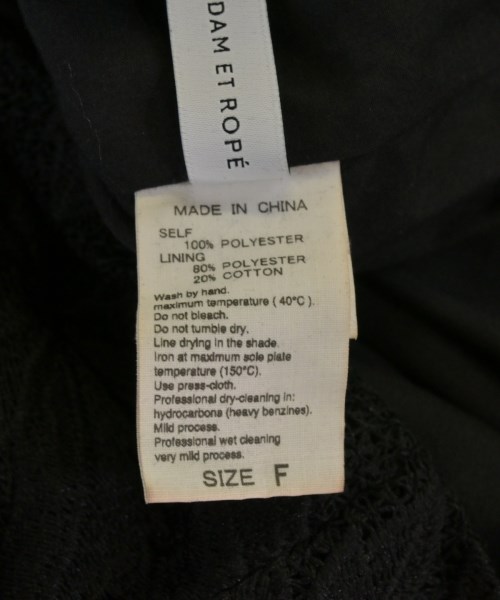 DAM ET ROPÉ
MADE IN CHINA
SELF
100% POLYESTER
LINING
80% POLYESTER
20% COTTON
Wash by hand.
maximum temperature ( 40°C ).
Do not bleach.
Do not tumble dry.
Line drying in the shade.
Iron at maximum sole plate
temperature (150°C).
Use press-cloth.
Professional dry-cleaning in:
hydrocarbons (heavy benzines).
Mild process.
Professional wet cleaning
very mild process.
SIZE F